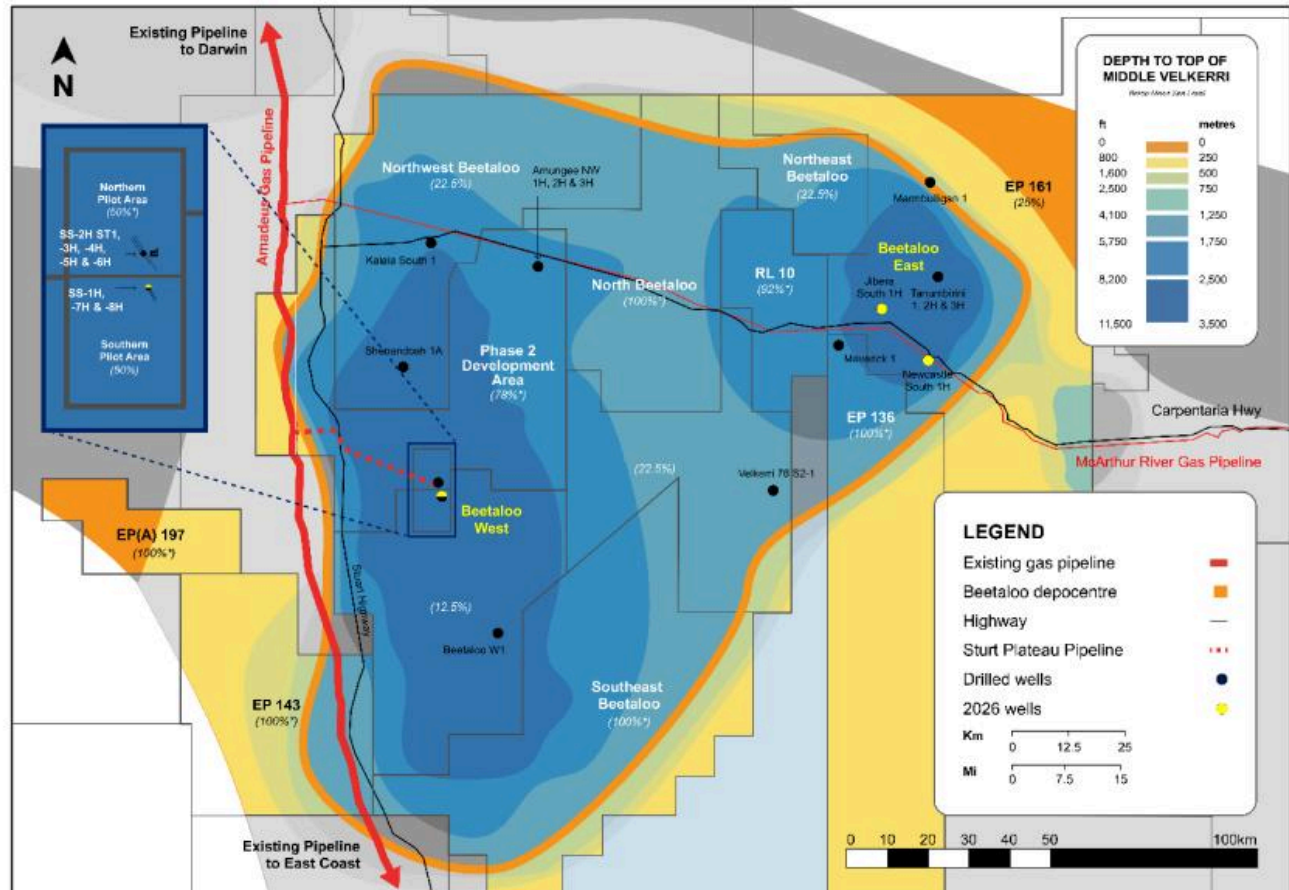 Existing Pipeline
to Darwin
N
Amadeus Gas Pipeline
Northern
Pilot Area
(50%*)
SS-2H ST1,
-3H, -4H,
-5H & -6H
SS-1H,
-7H & -8H
Southern
Pilot Area
(50%)
Northwest Beetaloo
(22.5%)
Amungee NW
1H, 2H & 3H
Kalala South 1
Northeast
Beetaloo
(22.5%)
EP 161
(25%)
Beetaloo
East
Jibera
South 1H
Tanumbirini
1, 2H & 3H
RL 10
(92%*)
North Beetaloo
(100%*)
Shenandoah 1A
Phase 2
Development
Area
(78%*)
Maverick 1
Newcastle
South 1H
EP 136
(100%*)
Carpentaria Hwy
McArthur River Gas Pipeline
(22.5%)
Velkerri 76 S2-1
Beetaloo
West
EP(A) 197
(100%*)
Stuart Highway
(12.5%)
Beetaloo W1
EP 143
(100%*)
Southeast
Beetaloo
(100%*)
Existing Pipeline
to East Coast
DEPTH TO TOP OF
MIDDLE VELKERRI
ft metres
0 0
800 250
1,600 500
2,500 750
4,100 1,250
5,750 1,750
8,200 2,500
11,500 3,500
LEGEND
Existing gas pipeline
Beetaloo depocentre
Highway
Sturt Plateau Pipeline
Drilled wells
2026 wells
Km
0 12.5 25
Mi
0 7.5 15
0 10 20 30 40 50 100km